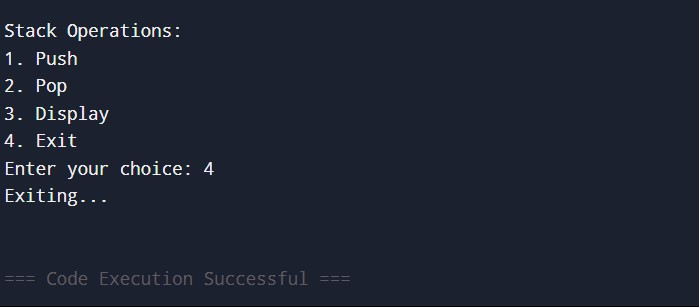 Stack Operations:
1. Push
2. Pop
3. Display
4. Exit
Enter your choice: 4
Exiting...
=== Code Execution Successful ===